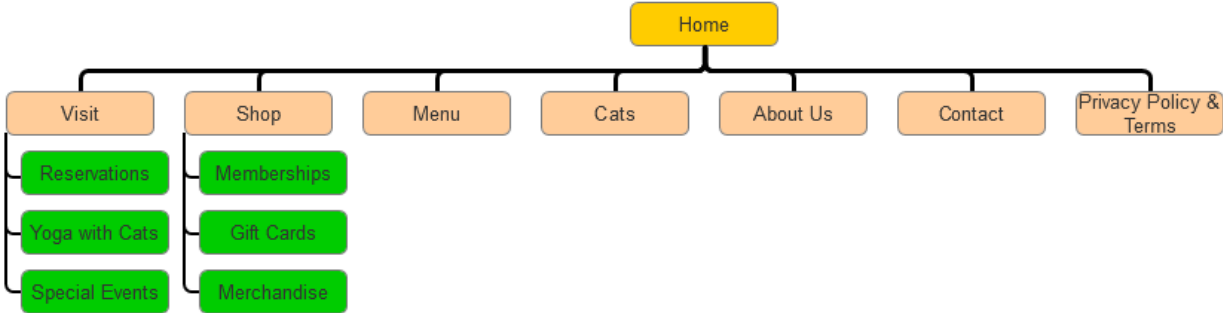 Home
Visit
Shop
Menu
Cats
About Us
Contact
Privacy Policy &
Terms
Reservations
Memberships
Yoga with Cats
Gift Cards
Special Events
Merchandise